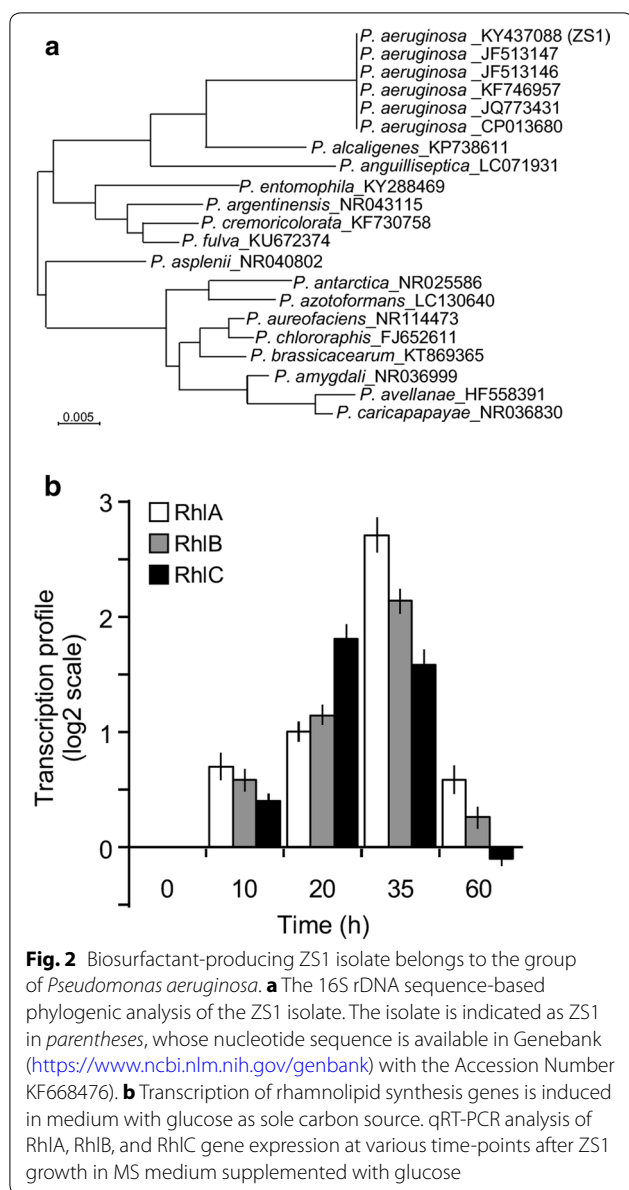 a
P. aeruginosa _KY437088 (ZS1)
P. aeruginosa _JF513147
P. aeruginosa _JF513146
P. aeruginosa _KF746957
P. aeruginosa _JQ773431
P. aeruginosa _CP013680
P. alcaligenes_KP738611
P. anguilliseptica_LC071931
P. entomophila_KY288469
P. argentinensis_NR043115
P. cremoricolorata_KF730758
P. fulva_KU672374
P. asplenii_NR040802
P. antarctica_NR025586
P. azotoformans_LC130640
P. aureofaciens_NR114473
P. chlororaphis_FJ652611
P. brassicacearum_KT869365
P. amygdali_NR036999
P. avellanae_HF558391
P. caricapapayae_NR036830
0.005
b
3
2
1
0
Transcription profile
(log2 scale)
RhlA
RhlB
RhlC
0 10 20 35 60
Time (h)
Fig. 2 Biosurfactant-producing ZS1 isolate belongs to the group
of Pseudomonas aeruginosa. a The 16S rDNA sequence-based
phylogenic analysis of the ZS1 isolate. The isolate is indicated as ZS1
in parentheses, whose nucleotide sequence is available in Genebank
(https://www.ncbi.nlm.nih.gov/genbank) with the Accession Number
KF668476). b Transcription of rhamnolipid synthesis genes is induced
in medium with glucose as sole carbon source. qRT-PCR analysis of
RhlA, RhlB, and RhlC gene expression at various time-points after ZS1
growth in MS medium supplemented with glucose